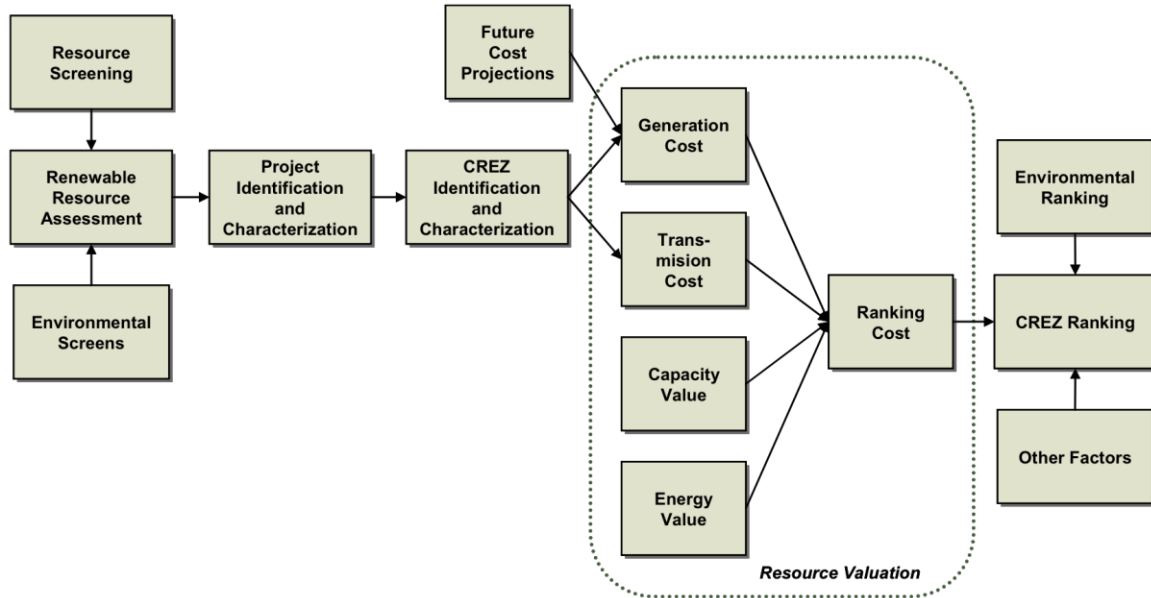 Resource
Screening
Renewable
Resource
Assessment
Environmental
Screens
Project
Identification
and
Characterization
CREZ
Identification
and
Characterization
Future
Cost
Projections
Generation
Cost
Trans-
mision
Cost
Capacity
Value
Energy
Value
Ranking
Cost
Resource Valuation
Environmental
Ranking
CREZ Ranking
Other Factors